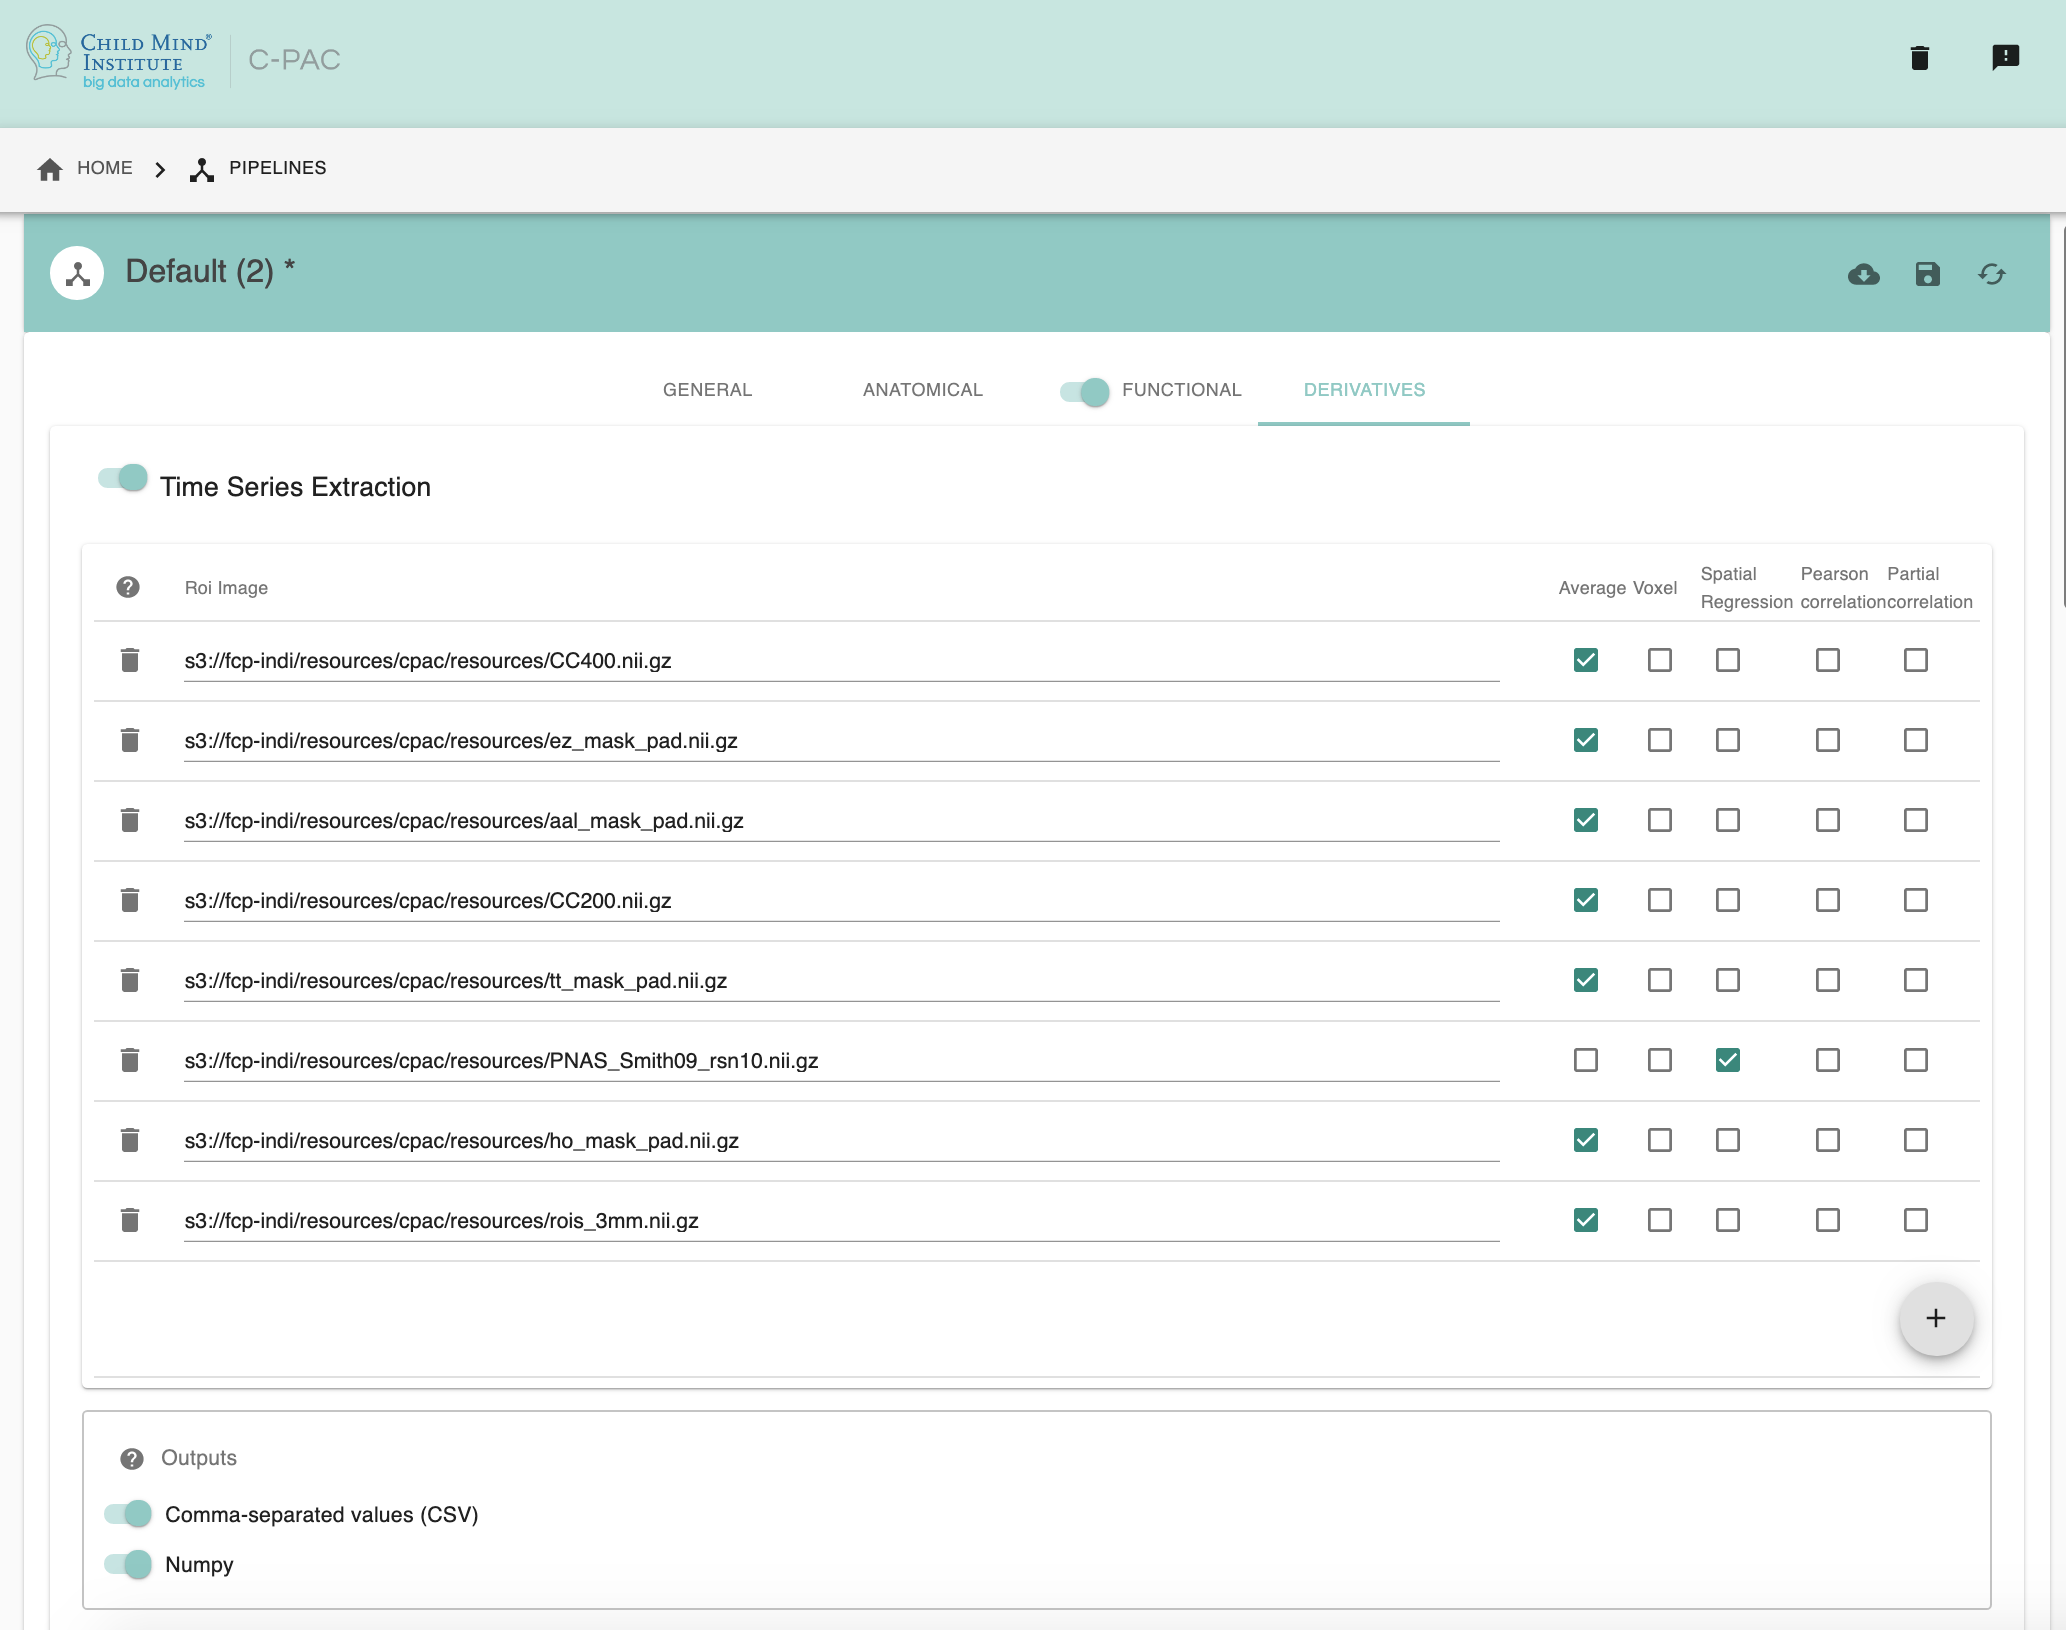 CHILD MIND®
INSTITUTE
big data analytics
C-PAC
HOME
PIPELINES
Default (2) *
GENERAL ANATOMICAL FUNCTIONAL DERIVATIVES
Time Series Extraction
Roi Image Average Voxel Spatial Regression Pearson correlation Partial correlation
s3://fcp-indi/resources/cpac/resources/CC400.nii.gz
s3://fcp-indi/resources/cpac/resources/ez_mask_pad.nii.gz
s3://fcp-indi/resources/cpac/resources/aal_mask_pad.nii.gz
s3://fcp-indi/resources/cpac/resources/CC200.nii.gz
s3://fcp-indi/resources/cpac/resources/tt_mask_pad.nii.gz
s3://fcp-indi/resources/cpac/resources/PNAS_Smith09_rsn10.nii.gz
s3://fcp-indi/resources/cpac/resources/ho_mask_pad.nii.gz
s3://fcp-indi/resources/cpac/resources/rois_3mm.nii.gz
Outputs
Comma-separated values (CSV)
Numpy